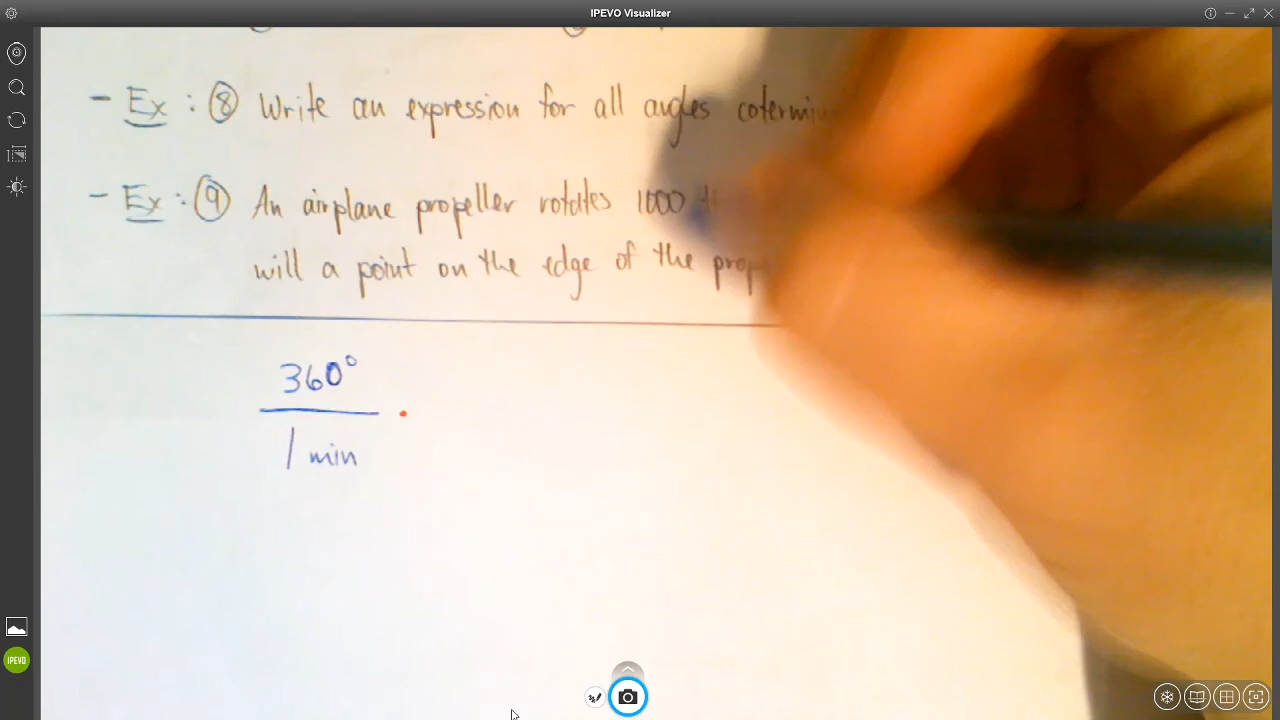 IPEVO Visualizer
- Ex : ⑧ Write an expression for all angles
- Ex : ⑨ An airplane propeller rotates 1000
will a point on the edge of the
360°
1 min
IPEVO